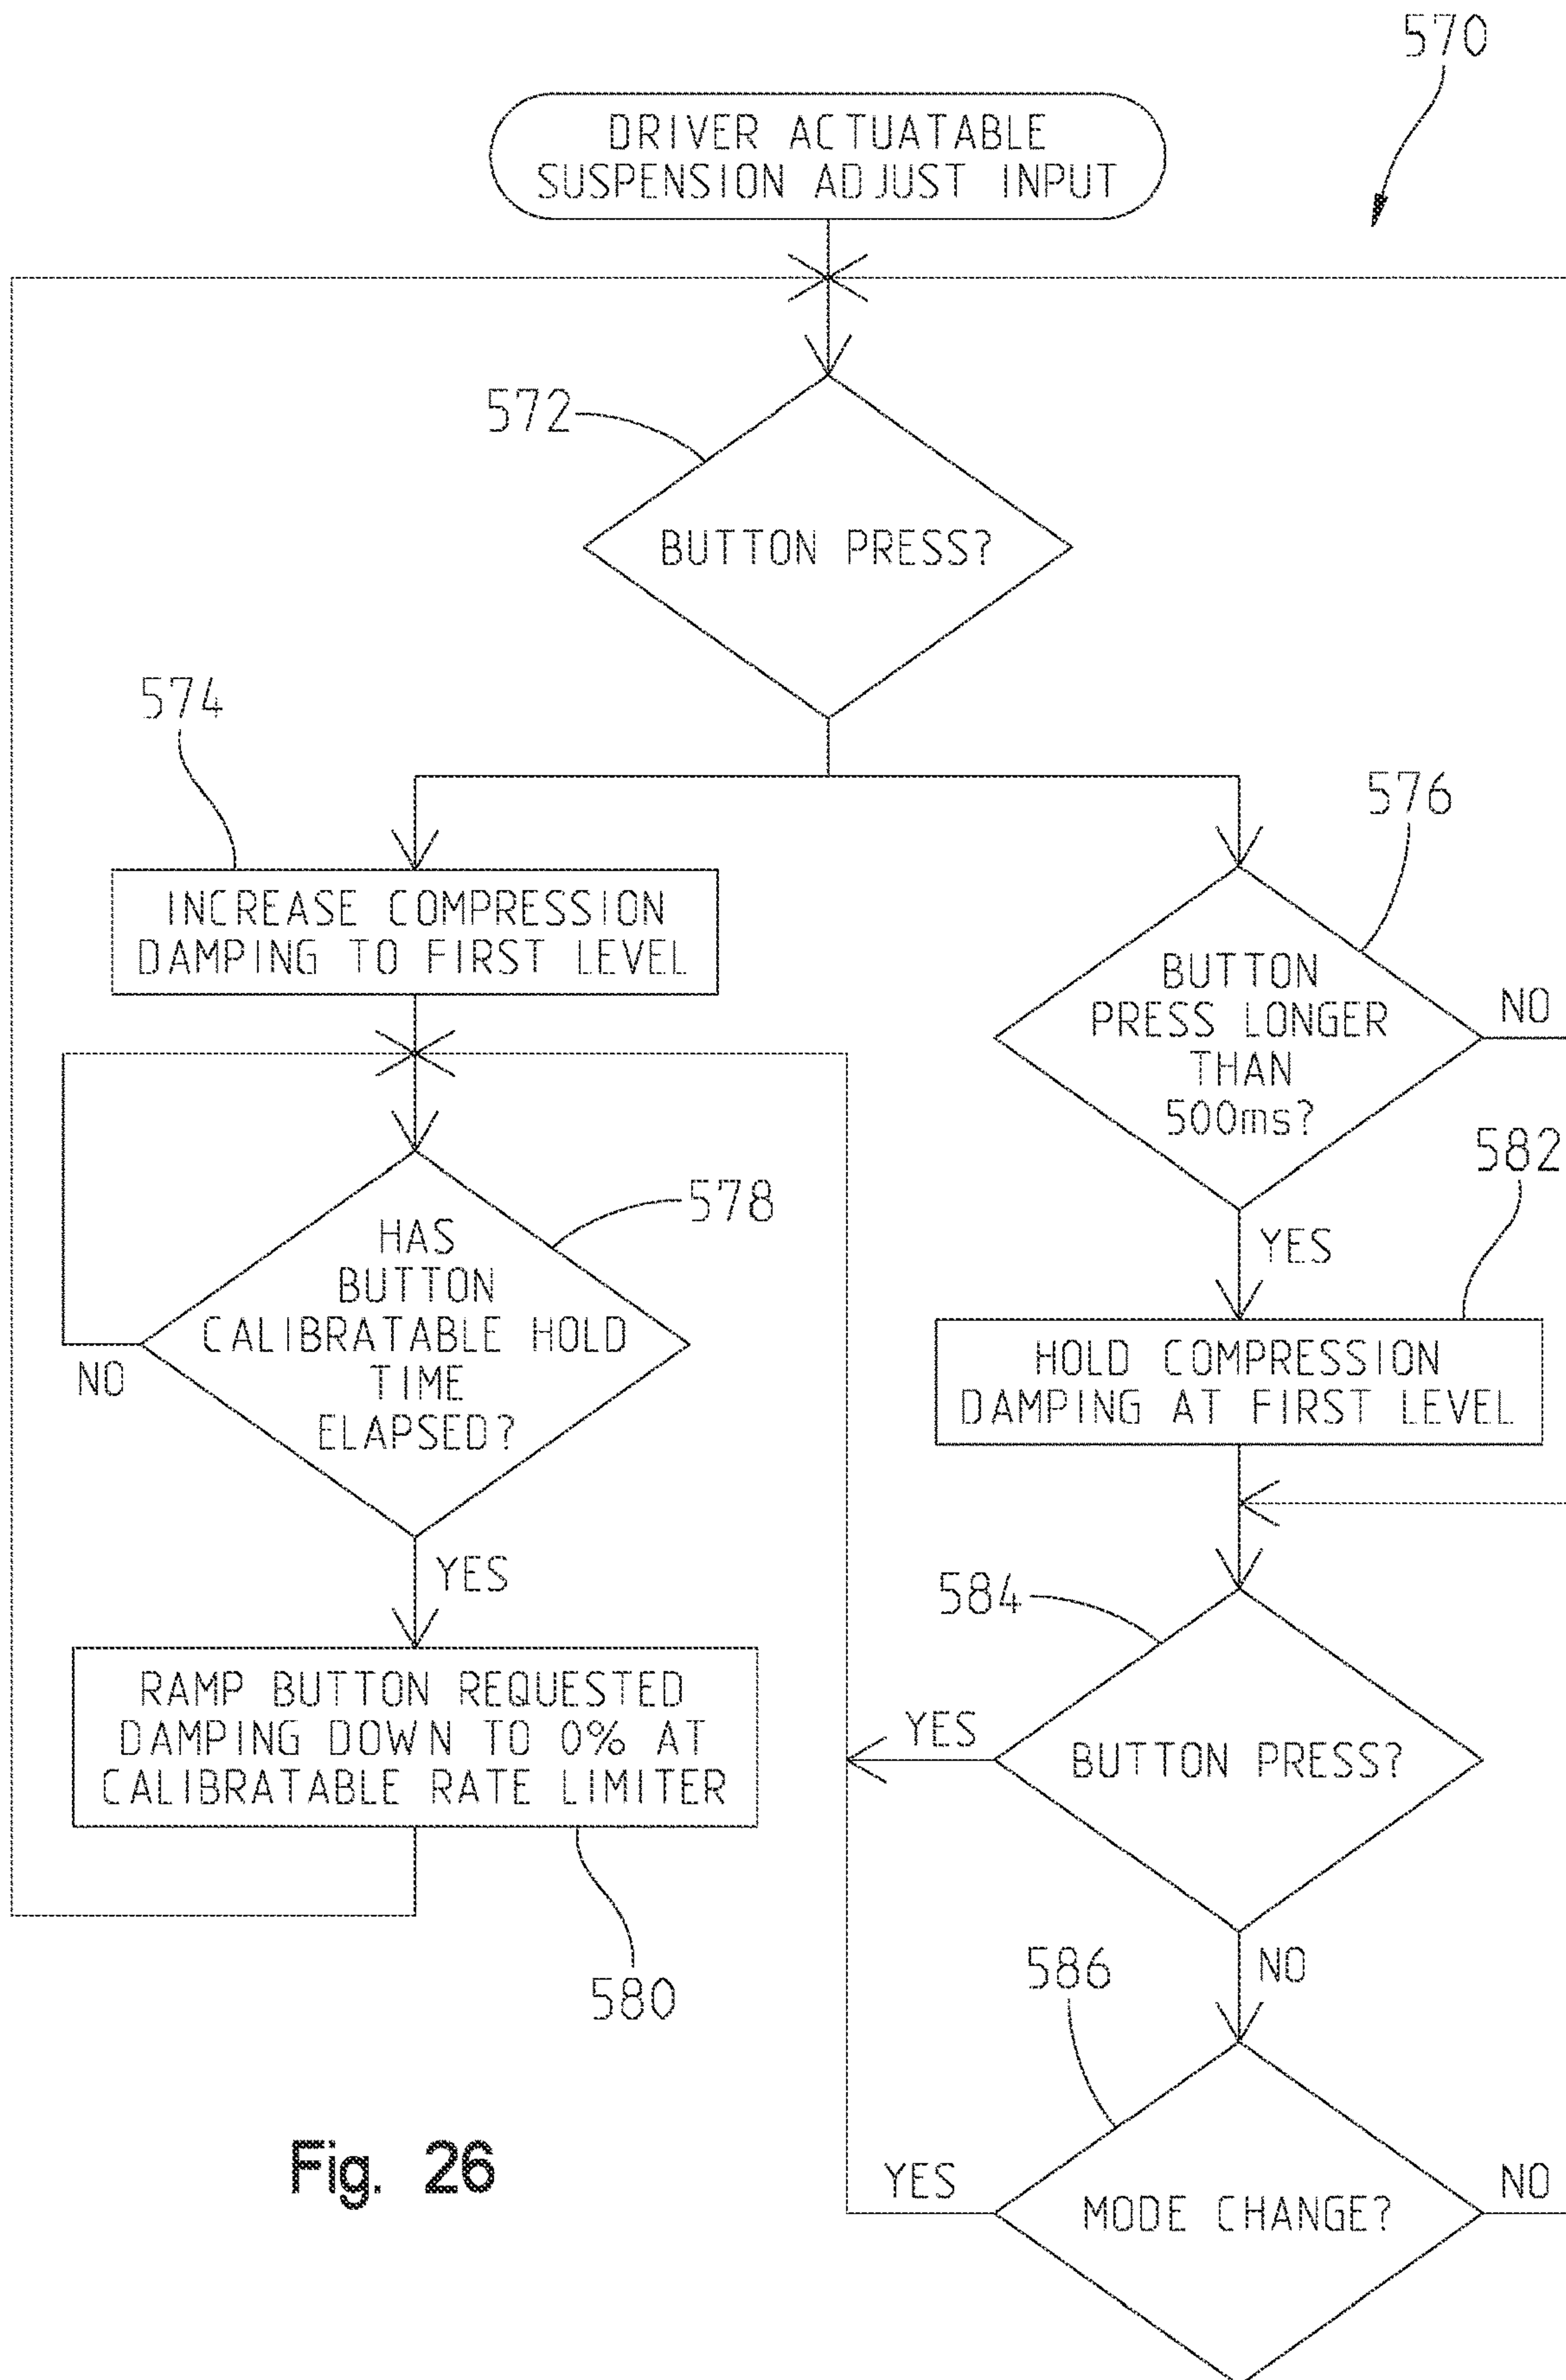 570
DRIVER ACTUATABLE
SUSPENSION ADJUST INPUT
572
BUTTON PRESS?
574
576
INCREASE COMPRESSION
DAMPING TO FIRST LEVEL
BUTTON
PRESS LONGER
THAN
500ms?
NO
582
578
YES
HAS
BUTTON
CALIBRATABLE HOLD
TIME
ELAPSED?
NO
HOLD COMPRESSION
DAMPING AT FIRST LEVEL
YES
584
RAMP BUTTON REQUESTED
DAMPING DOWN TO 0% AT
CALIBRATABLE RATE LIMITER
YES
BUTTON PRESS?
580
586
NO
Fig. 26
YES
MODE CHANGE?
NO